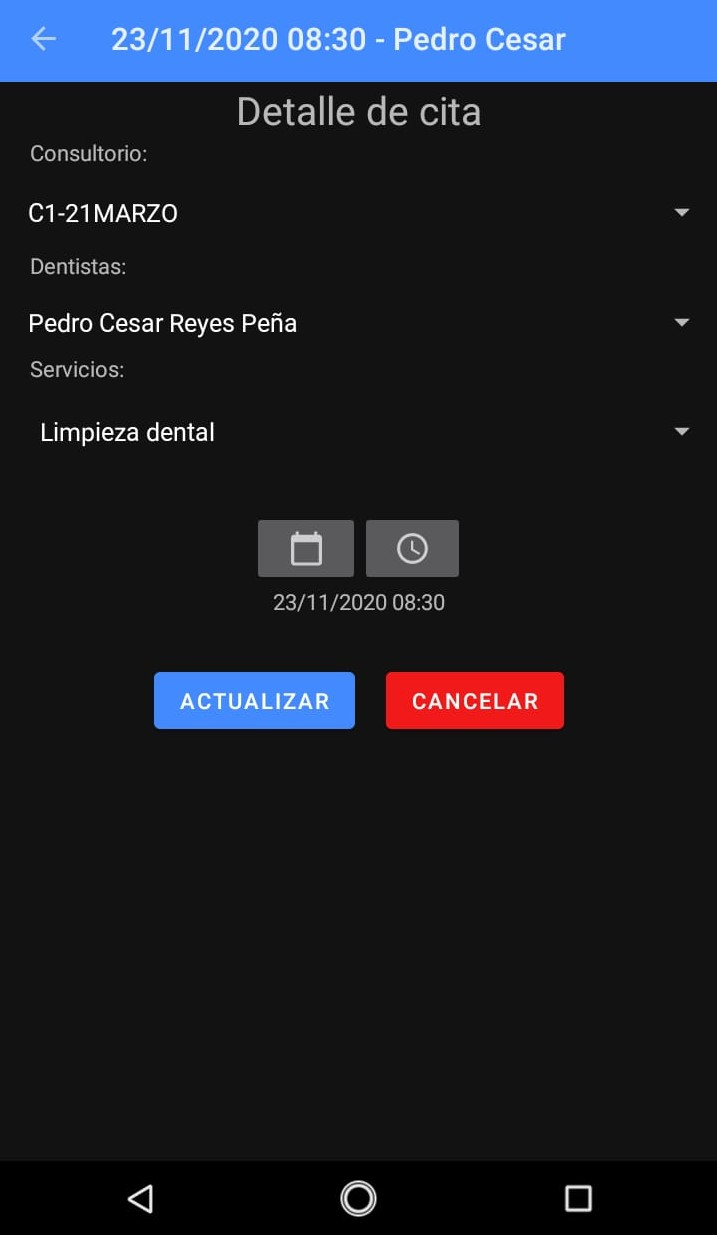 23/11/2020 08:30 - Pedro Cesar
Detalle de cita
Consultorio:
C1-21MARZO
Dentistas:
Pedro Cesar Reyes Peña
Servicios:
Limpieza dental
23/11/2020 08:30
ACTUALIZAR CANCELAR